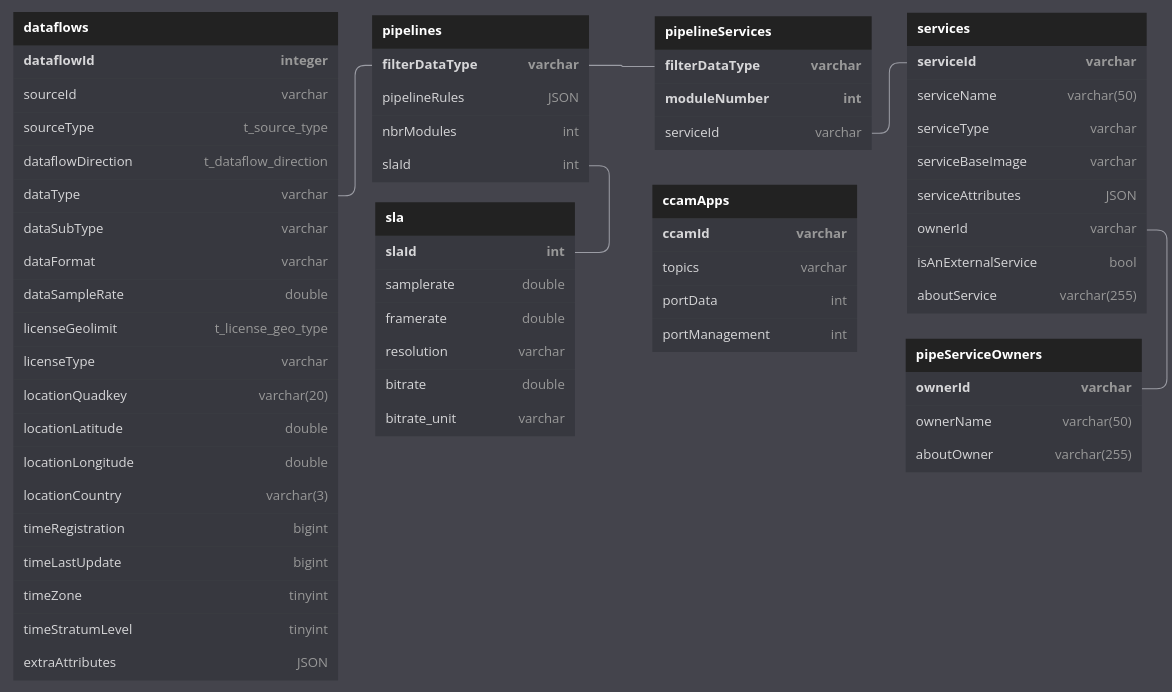 dataflows
dataflowId integer
sourceId varchar
sourceType t_source_type
dataflowDirection t_dataflow_direction
dataType varchar
dataSubType varchar
dataFormat varchar
dataSampleRate double
licenseGeolimit t_license_geo_type
licenseType varchar
locationQuadkey varchar(20)
locationLatitude double
locationLongitude double
locationCountry varchar(3)
timeRegistration bigint
timeLastUpdate bigint
timeZone tinyint
timeStratumLevel tinyint
extraAttributes JSON
pipelines
filterDataType varchar
pipelineRules JSON
nbrModules int
slaId int
sla
slaId int
samplerate double
framerate double
resolution varchar
bitrate double
bitrate_unit varchar
pipelineServices
filterDataType varchar
moduleNumber int
serviceId varchar
ccamApps
ccamId varchar
topics varchar
portData int
portManagement int
services
serviceId varchar
serviceName varchar(50)
serviceType varchar
serviceBaseImage varchar
serviceAttributes JSON
ownerId varchar
isAnExternalService bool
aboutService varchar(255)
pipeServiceOwners
ownerId varchar
ownerName varchar(50)
aboutOwner varchar(255)